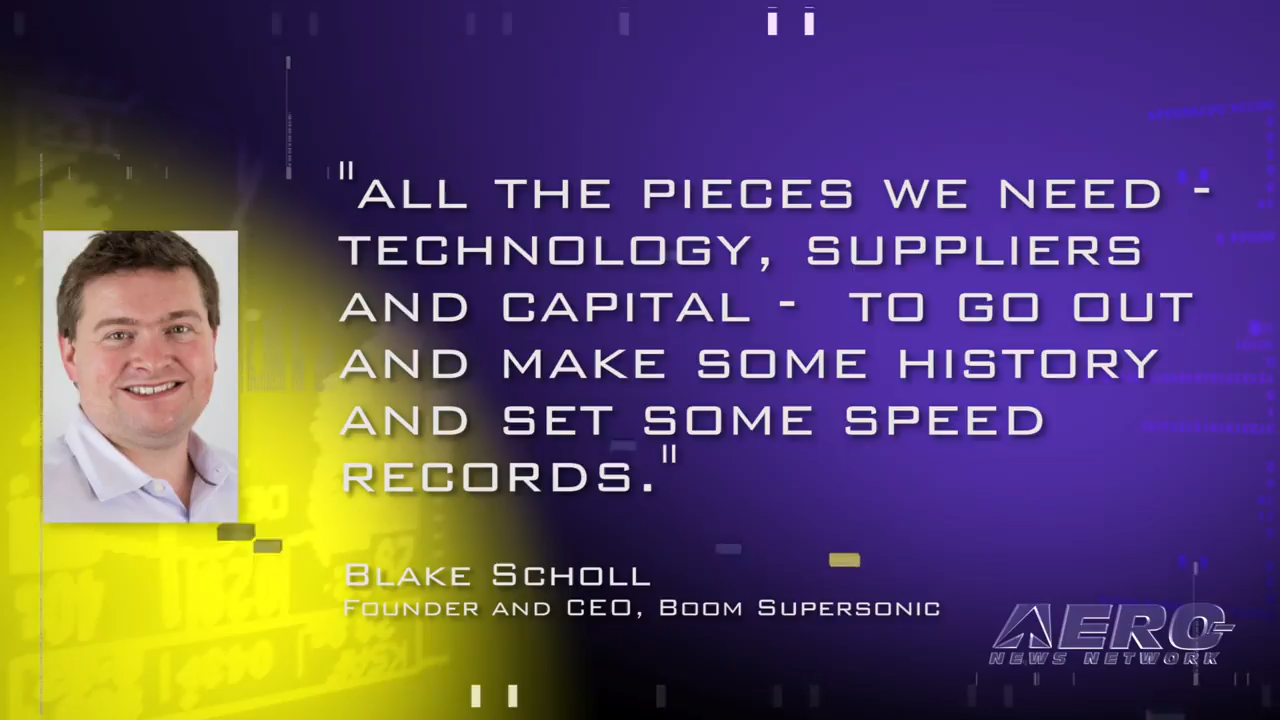 "ALL THE PIECES WE NEED -
TECHNOLOGY, SUPPLIERS
AND CAPITAL -  TO GO OUT
AND MAKE SOME HISTORY
AND SET SOME SPEED
RECORDS."
BLAKE SCHOLL
FOUNDER AND CEO, BOOM SUPERSONIC
AERO
NEWS NETWORK